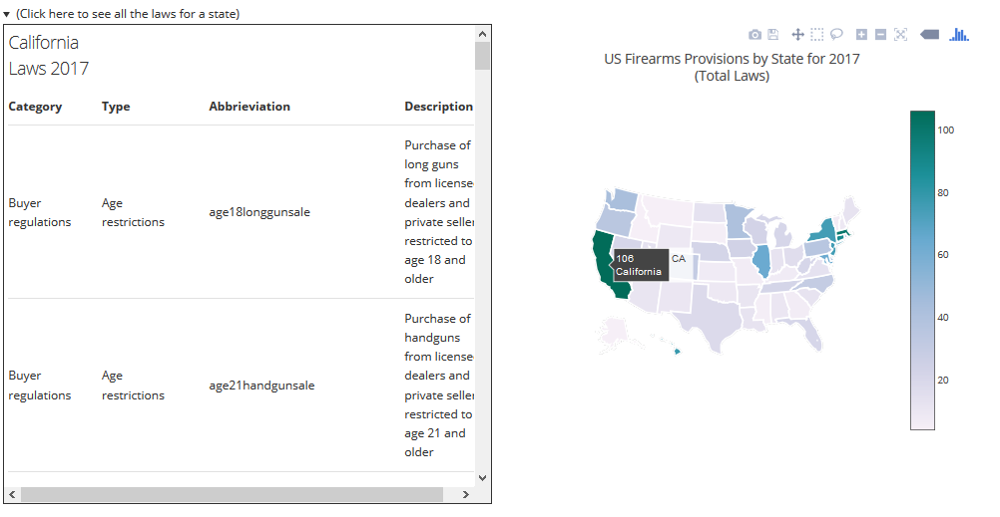 (Click here to see all the laws for a state)
California
Laws 2017
Category Type Abbrieviation Description
Purchase of
long guns
from license
dealers and
private seller
restricted to
age 18 and
older
Buyer
regulations
Age
restrictions
age18longgunsale
Purchase of
handguns
from license
dealers and
private seller
restricted to
age 21 and
older
Buyer
regulations
Age
restrictions
age21handgunsale
US Firearms Provisions by State for 2017
(Total Laws)
106
California
CA
100
80
60
40
20